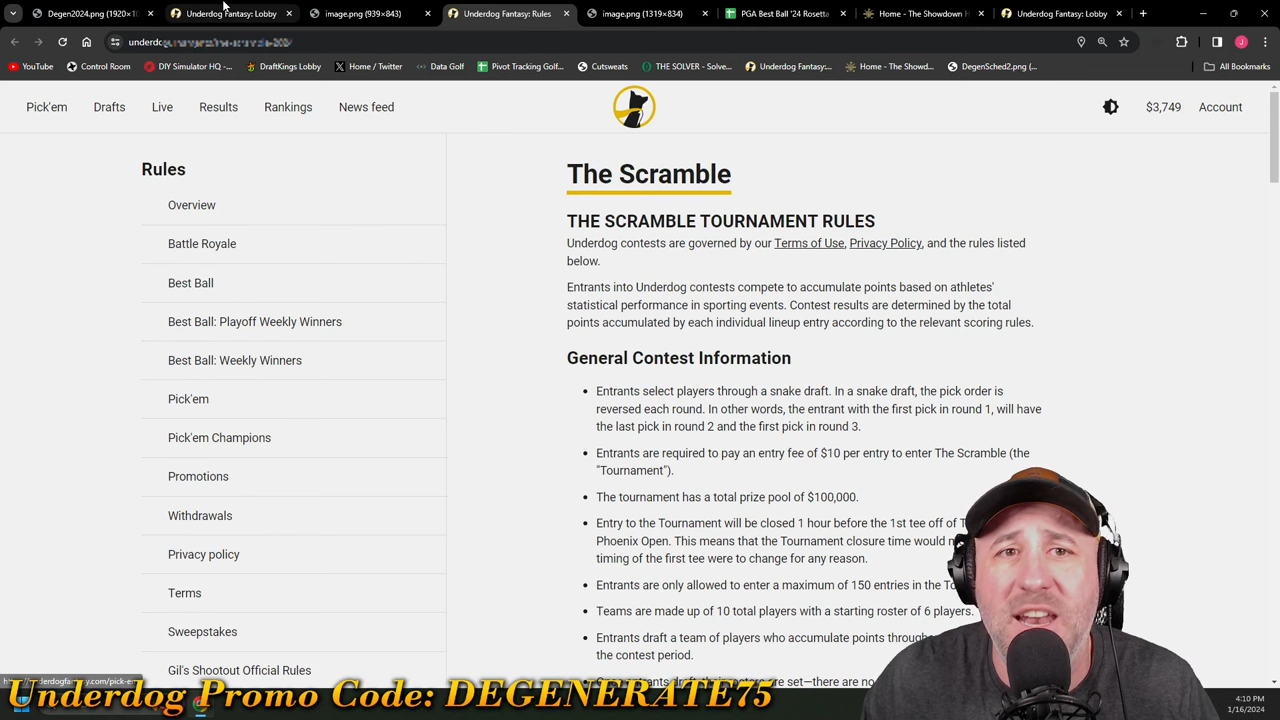 Degen2024.png (1920×10
Underdog Fantasy: Lobby
image.png (939×843)
Underdog Fantasy: Rules
image.png (1319×834)
PGA Best Ball '24 Rosetta
Home - The Showdown H
Underdog Fantasy: Lobby
YouTube
Control Room
DIY Simulator HQ -...
DraftKings Lobby
Home / Twitter
Data Golf
Pivot Tracking Golf...
Cutsweats
THE SOLVER - Solve...
Underdog Fantasy:...
Home - The Showd...
DegenSched2.png (...
All Bookmarks
Pick'em
Drafts
Live
Results
Rankings
News feed
$3,749
Account
Rules
Overview
Battle Royale
Best Ball
Best Ball: Playoff Weekly Winners
Best Ball: Weekly Winners
Pick'em
Pick'em Champions
Promotions
Withdrawals
Privacy policy
Terms
Sweepstakes
Gil's Shootout Official Rules
The Scramble
THE SCRAMBLE TOURNAMENT RULES
Underdog contests are governed by our Terms of Use, Privacy Policy, and the rules listed
below.
Entrants into Underdog contests compete to accumulate points based on athletes'
statistical performance in sporting events. Contest results are determined by the total
points accumulated by each individual lineup entry according to the relevant scoring rules.
General Contest Information
• Entrants select players through a snake draft. In a snake draft, the pick order is
reversed each round. In other words, the entrant with the first pick in round 1, will have
the last pick in round 2 and the first pick in round 3.
• Entrants are required to pay an entry fee of $10 per entry to enter The Scramble (the
"Tournament").
• The tournament has a total prize pool of $100,000.
• Entry to the Tournament will be closed 1 hour before the 1st tee off of
Phoenix Open. This means that the Tournament closure time would
timing of the first tee were to change for any reason.
• Entrants are only allowed to enter a maximum of 150 entries in the
• Teams are made up of 10 total players with a starting roster of 6 players.
• Entrants draft a team of players who accumulate points
the contest period.
Underdog Promo Code: DEGENERATE75
4:10 PM
1/16/2024